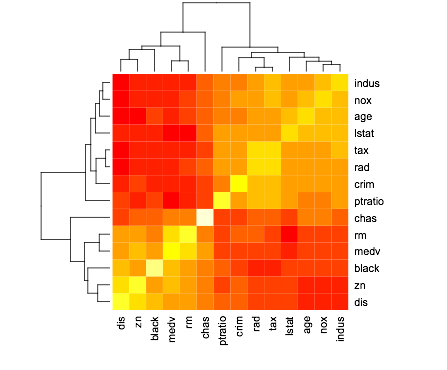 indus
nox
age
lstat
tax
rad
crim
ptratio
chas
rm
medv
black
zn
dis
dis zn black medv rm chas ptratio crim rad tax lstat age nox indus